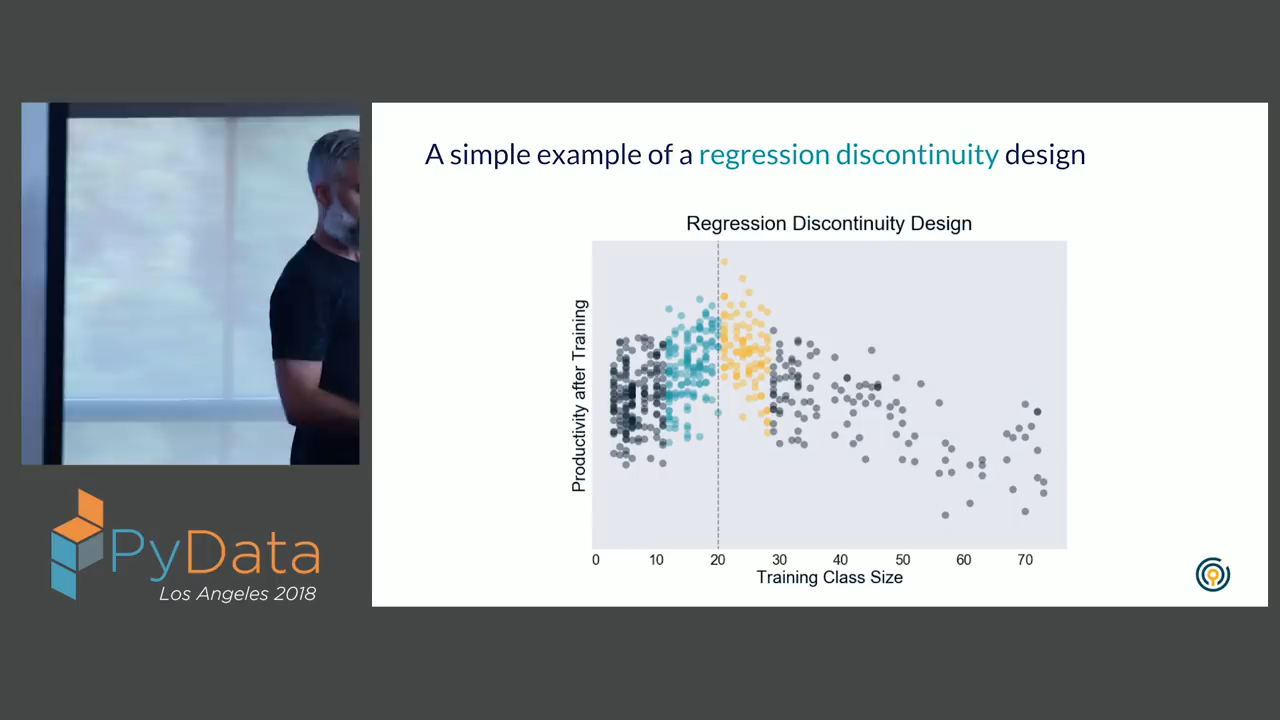 A simple example of a regression discontinuity design
Regression Discontinuity Design
Productivity after Training
0 10 20 30 40 50 60 70
Training Class Size
PyData
Los Angeles 2018